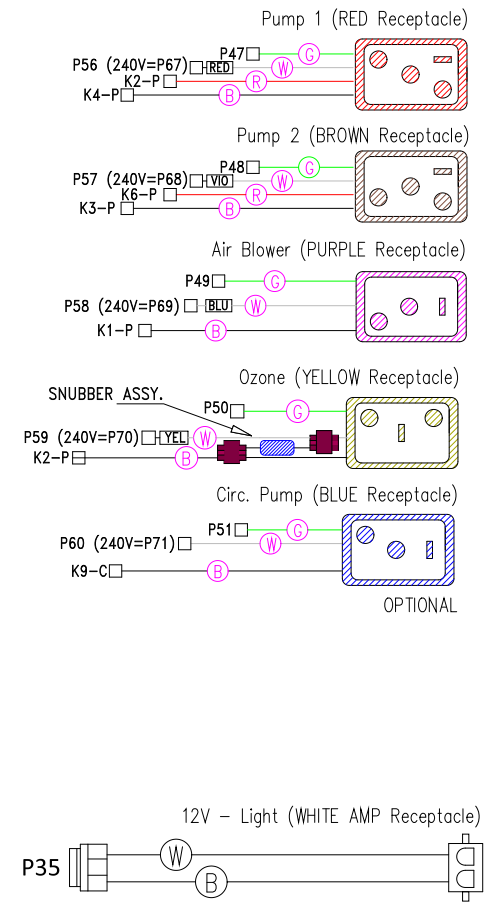 Pump 1 (RED Receptacle)
P47 G
P56 (240V=P67) RED W
K2-P R
K4-P B
Pump 2 (BROWN Receptacle)
P48 G
P57 (240V=P68) VIO W
K6-P R
K3-P B
Air Blower (PURPLE Receptacle)
P49 G
P58 (240V=P69) BLU W
K1-P B
Ozone (YELLOW Receptacle)
SNUBBER ASSY.
P50 G
P59 (240V=P70) YEL W
K2-P B
Circ. Pump (BLUE Receptacle)
P51 G
P60 (240V=P71) W
K9-C B
OPTIONAL
12V - Light (WHITE AMP Receptacle)
P35 W
B